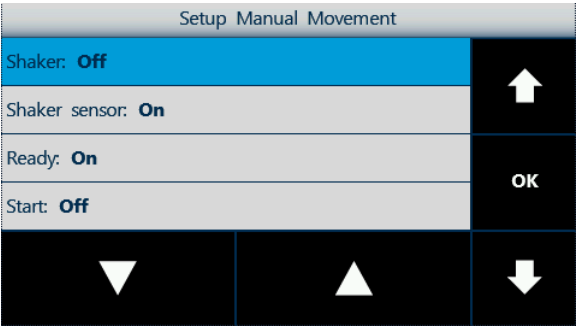 Setup Manual Movement
Shaker: Off
Shaker sensor: On
Ready: On
OK
Start: Off